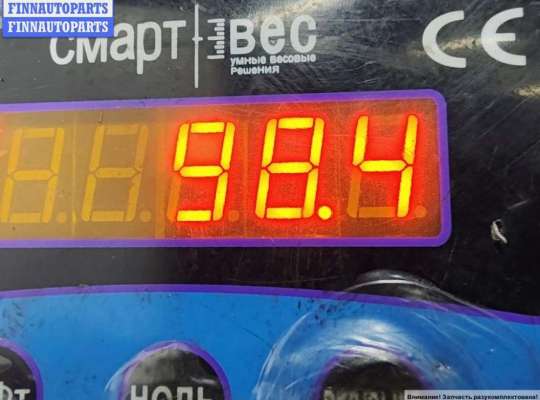 FINNAUTOPARTS
FINNAUTOPARTS
смарт вес
умные весовые
Решения
CE
98.4
НОЛЬ
Внимание! Запчасть разукомплектована!